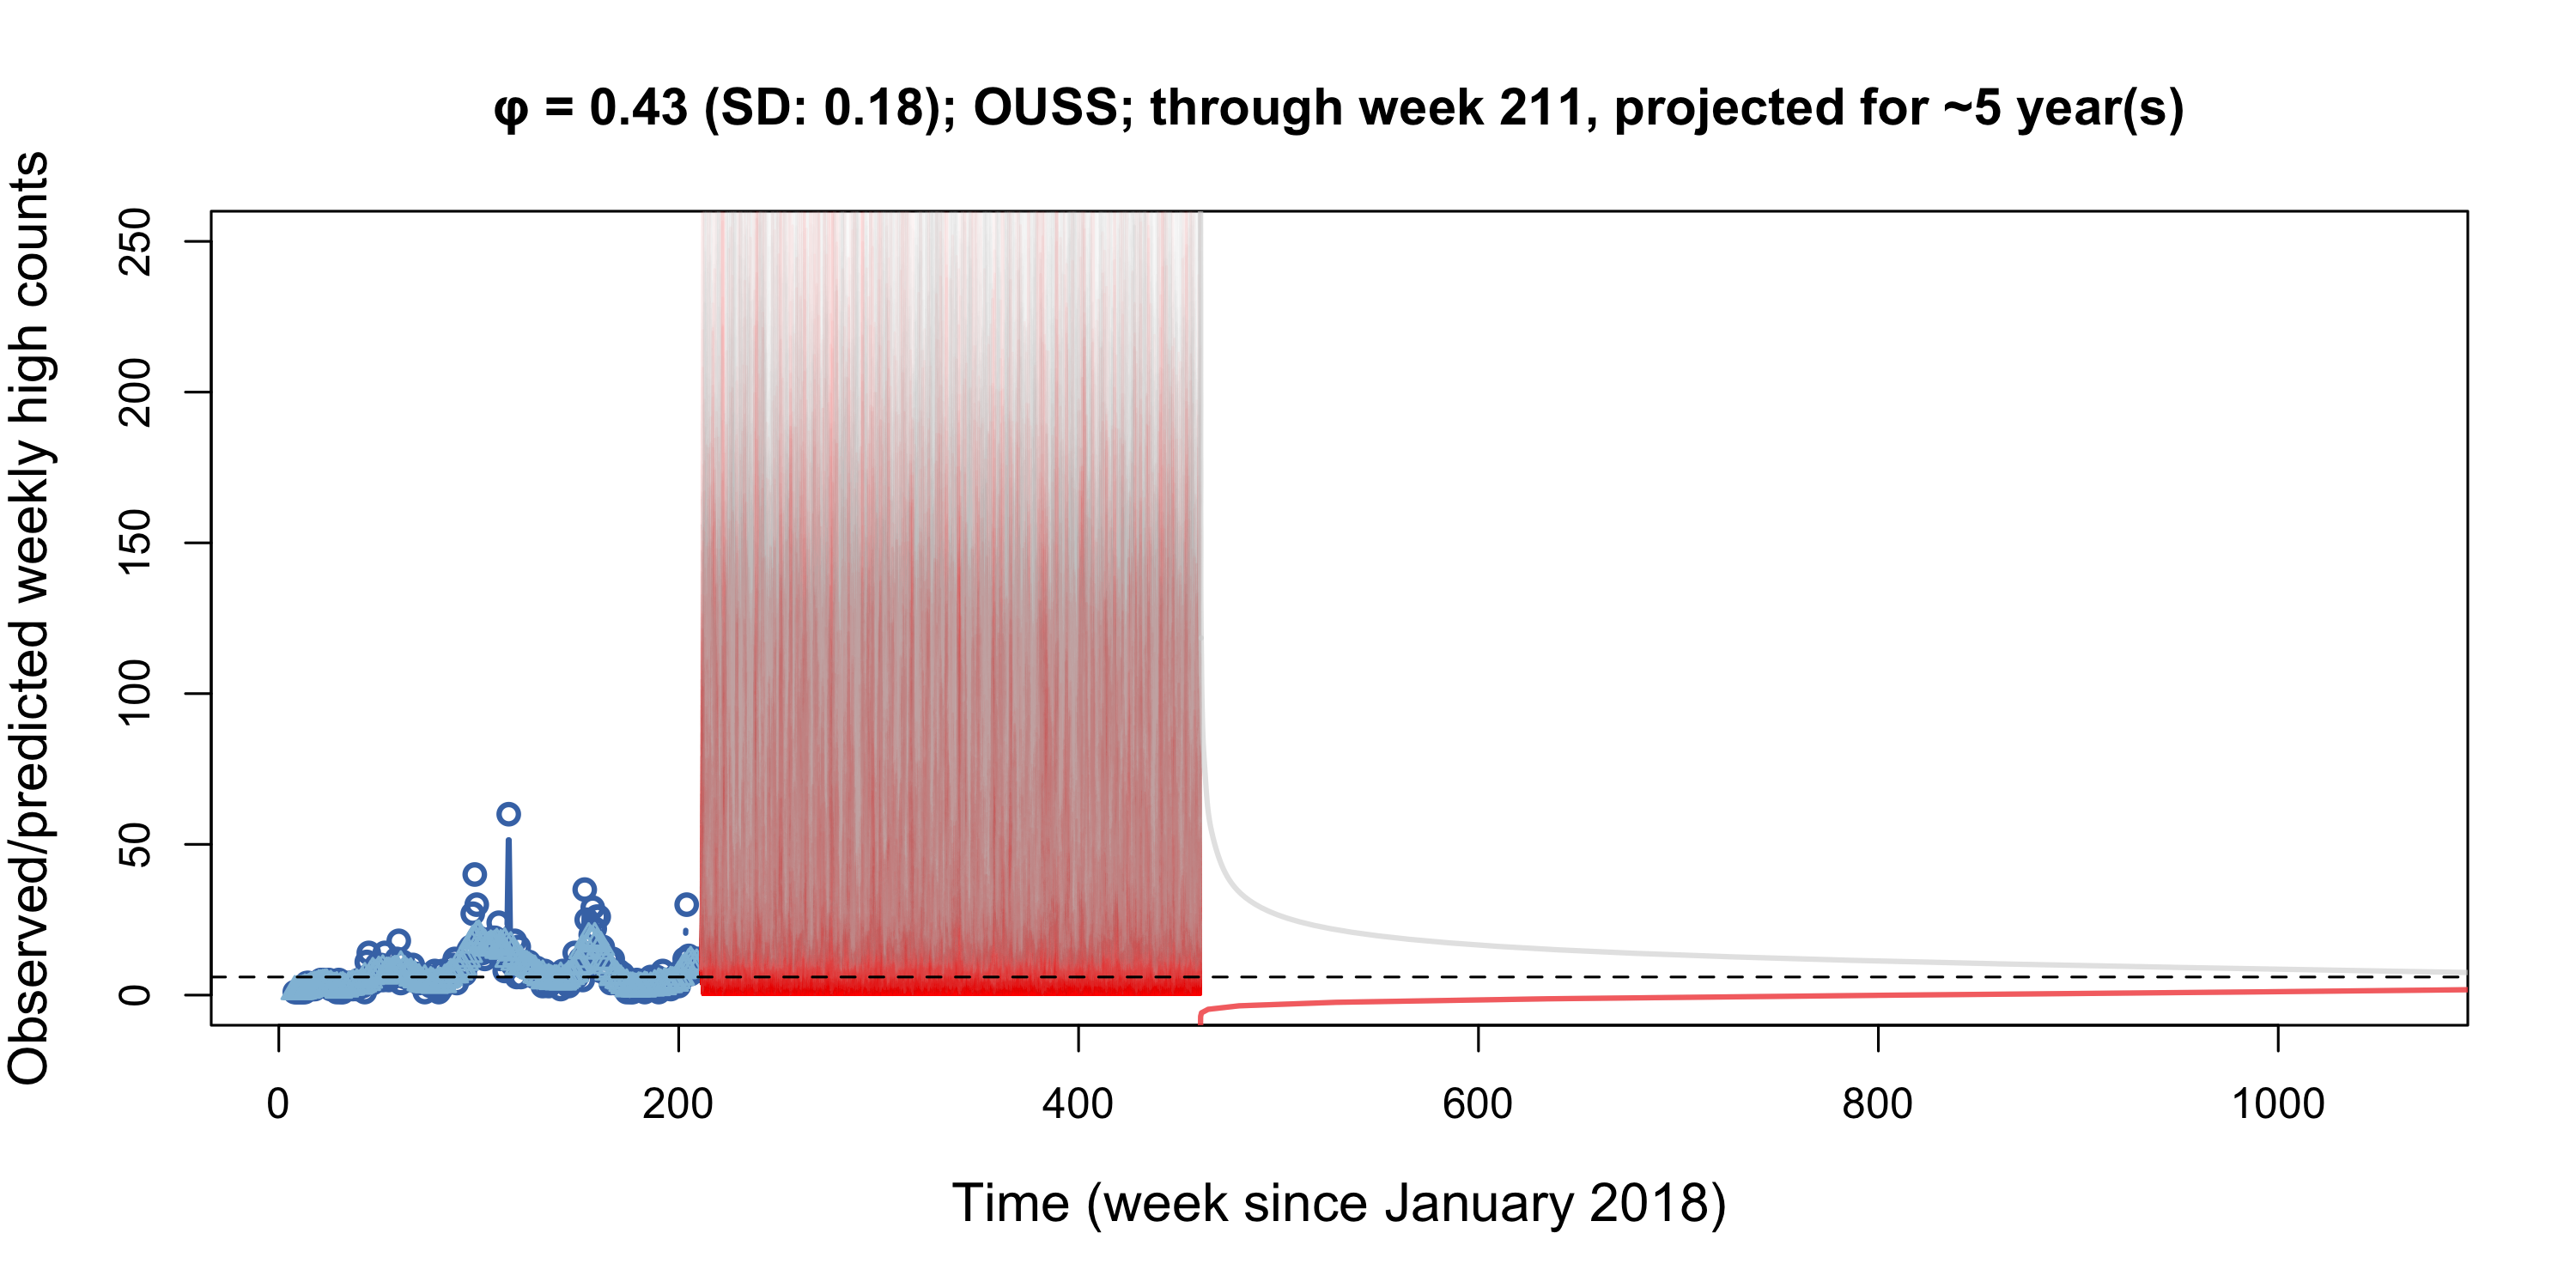 φ = 0.43 (SD: 0.18); OUSS; through week 211, projected for ~5 year(s)
Observed/predicted weekly high counts
250
200
150
100
50
0
0 200 400 600 800 1000
Time (week since January 2018)